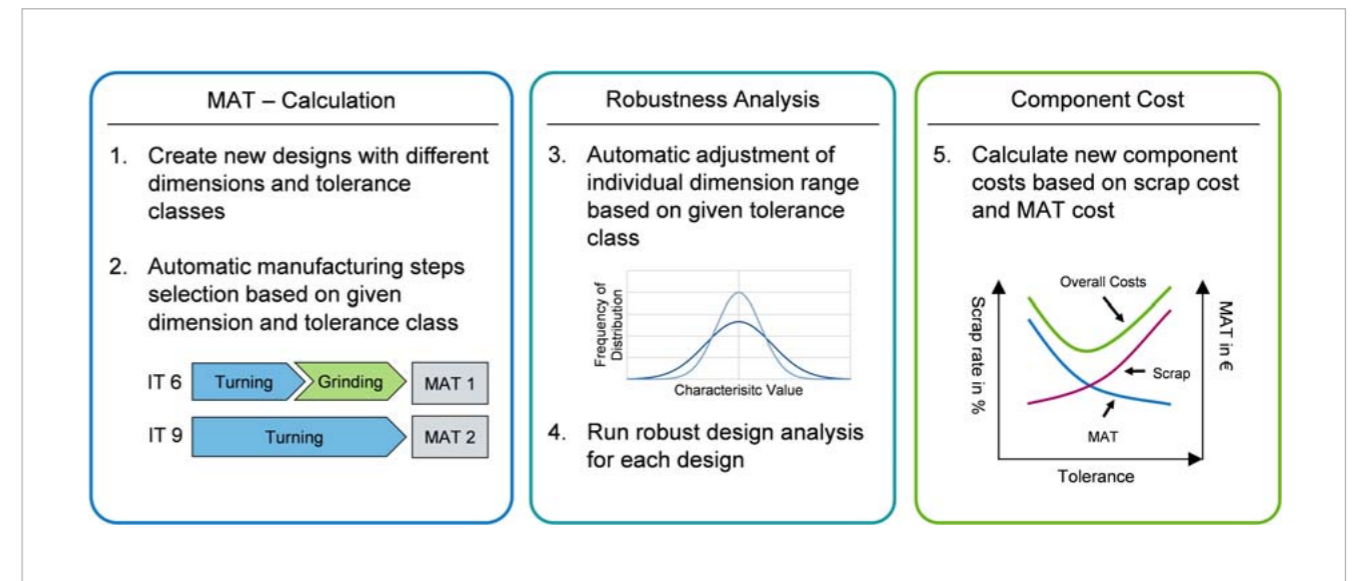 MAT – Calculation
1. Create new designs with different
dimensions and tolerance
classes
2. Automatic manufacturing steps
selection based on given
dimension and tolerance class
IT 6 Turning Grinding MAT 1
IT 9 Turning MAT 2
Robustness Analysis
3. Automatic adjustment of
individual dimension range
based on given tolerance
class
Frequency of
Distribution
Characterisitc Value
4. Run robust design analysis
for each design
Component Cost
5. Calculate new component
costs based on scrap cost
and MAT cost
Overall Costs
Scrap rate in %
MAT in €
Scrap
MAT
Tolerance